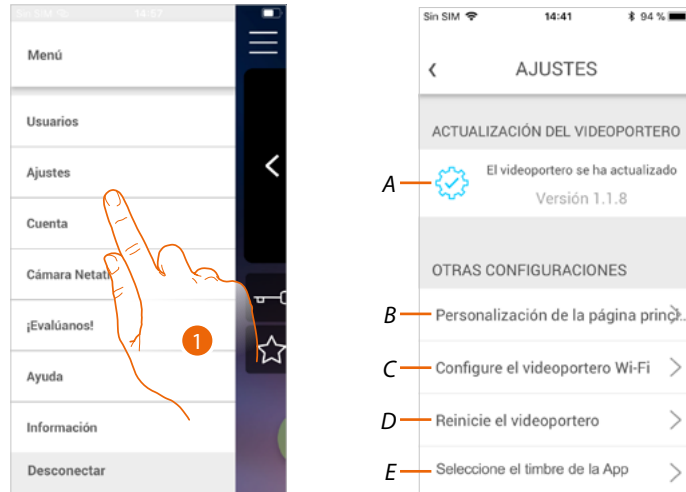 Sin SIM 14:57
Menú
Usuarios
Ajustes
Cuenta
Cámara Netat
¡Evalúanos!
Ayuda
Información
Desconectar
1
Sin SIM 14:41 94 %
AJUSTES
ACTUALIZACIÓN DEL VIDEOPORTERO
A
El videoportero se ha actualizado
Versión 1.1.8
OTRAS CONFIGURACIONES
B Personalización de la página princ..
C Configure el videoportero Wi-Fi
D Reinicie el videoportero
E Seleccione el timbre de la App